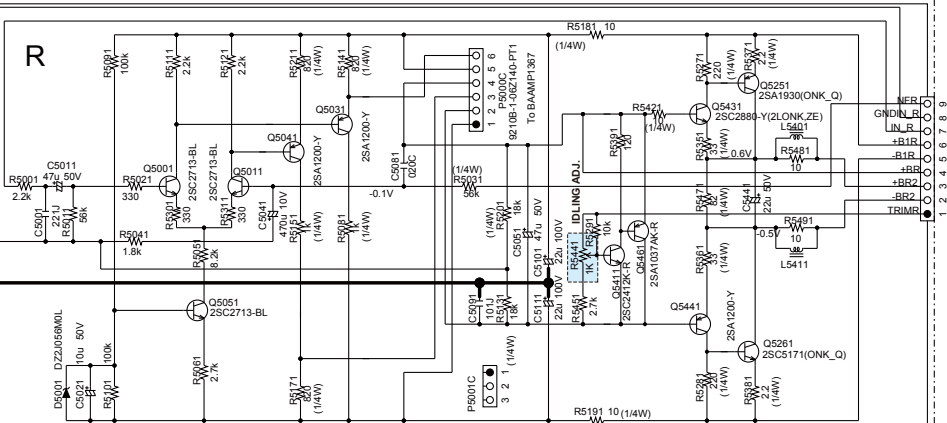 R
R5181 10
(1/4W)
R5091
100k
R5111
2.2k
R5121
2.2k
R5211
820
(1/4W)
R5141
820
(1/4W)
6
5
4
3
2
1
P5000C
9210B-1-06Z140-PT1
To BAAMP1367
R5271
220
(1/4W)
R5371
2.2
(1/4W)
Q5251
2SA1930(ONK_Q)
Q5031
2SA1200-Y
Q5041
2SA1200-Y
R5421
10
(1/4W)
Q5431
2SC2880-Y(2LONK,ZE)
NFR
GNDIN_R
IN_R
+B1R
-B1R
+BR
+BR2
-BR2
TRIMR
9
8
7
6
5
4
3
2
1
L5401
R5481
10
R5351
33
(1/4W)
0.6V
R5391
120
C5011
47u 50V
R5001
2.2k
C5001
221J
R5011
56k
R5021
330
Q5001
2SC2713-BL
2SC2713-BL
Q5011
C5081
020C
(1/4W)
R5031
56k
-0.1V
R5301
330
R5311
330
C5041
470u 10V
R5151
1k
(1/4W)
R5081
1k
(1/4W)
R5201
18k
C5051
47u 50V
C5101
22u 100V
IDLING ADJ.
R5441
1K
R5291
10k
Q5411
2SC2412K-R
Q5461
2SA1037AK-R
R5471
82
(1/4W)
C5441
22u 50V
-0.5V
R5491
10
L5411
R5041
1.8k
R5051
8.2k
R5361
33
(1/4W)
Q5051
2SC2713-BL
C5091
101J
R5131
18k
(1/4W)
C5111
22u 100V
R5451
2.7k
Q5441
2SA1200-Y
Q5261
2SC5171(ONK_Q)
D5001
DZ2J056M0L
C5021
10u 50V
R5101
100k
R5061
2.7k
R5171
820
(1/4W)
P5001C
1
2
3
R5281
220
(1/4W)
R5381
2.2
(1/4W)
R5191 10 (1/4W)